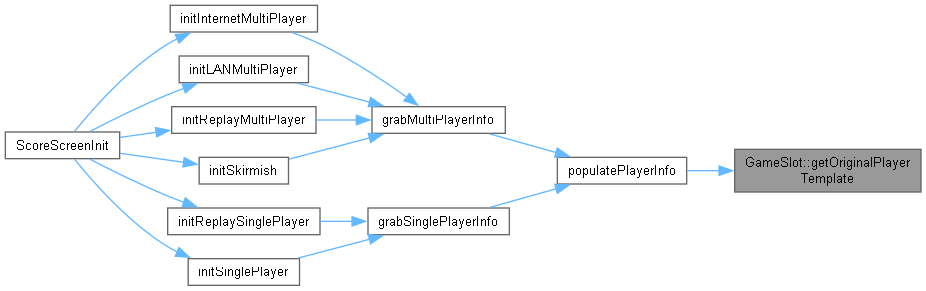 ScoreScreenInit
initInternetMultiPlayer
initLANMultiPlayer
initReplayMultiPlayer
initSkirmish
initReplaySinglePlayer
initSinglePlayer
grabMultiPlayerInfo
grabSinglePlayerInfo
populatePlayerInfo
GameSlot::getOriginalPlayer
Template